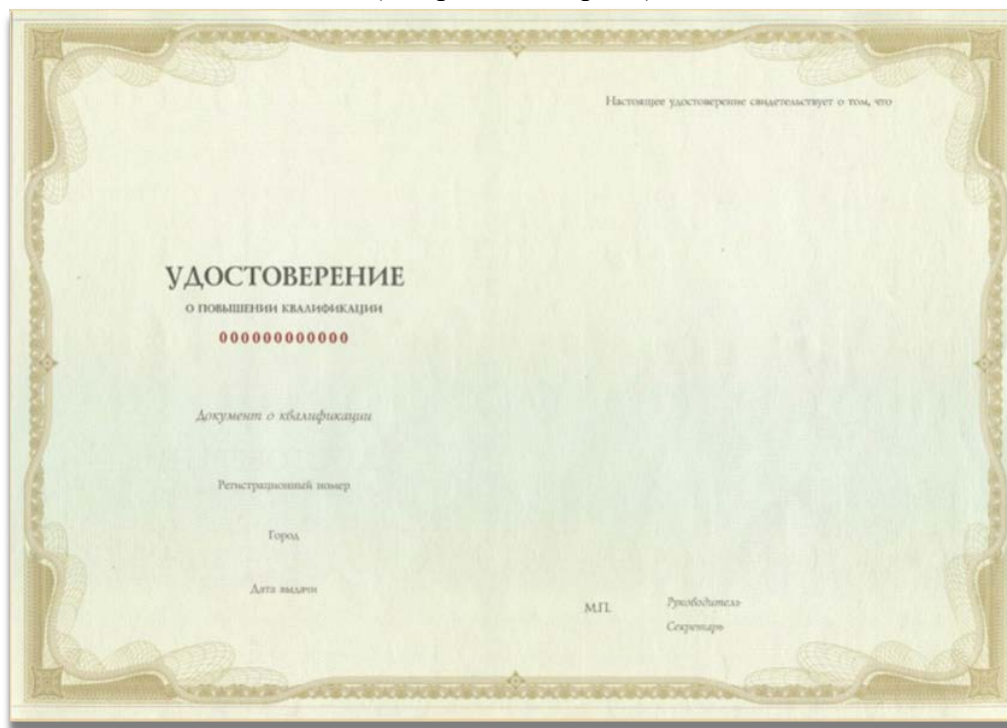 УДОСТОВЕРЕНИЕ
О ПОВЫШЕНИИ КВАЛИФИКАЦИИ
000000000000
Документ о квалификации
Регистрационный номер
Город
Дата выдачи
Настоящее удостоверение свидетельствует о том, что
М.П.
Руководитель
Секретарь